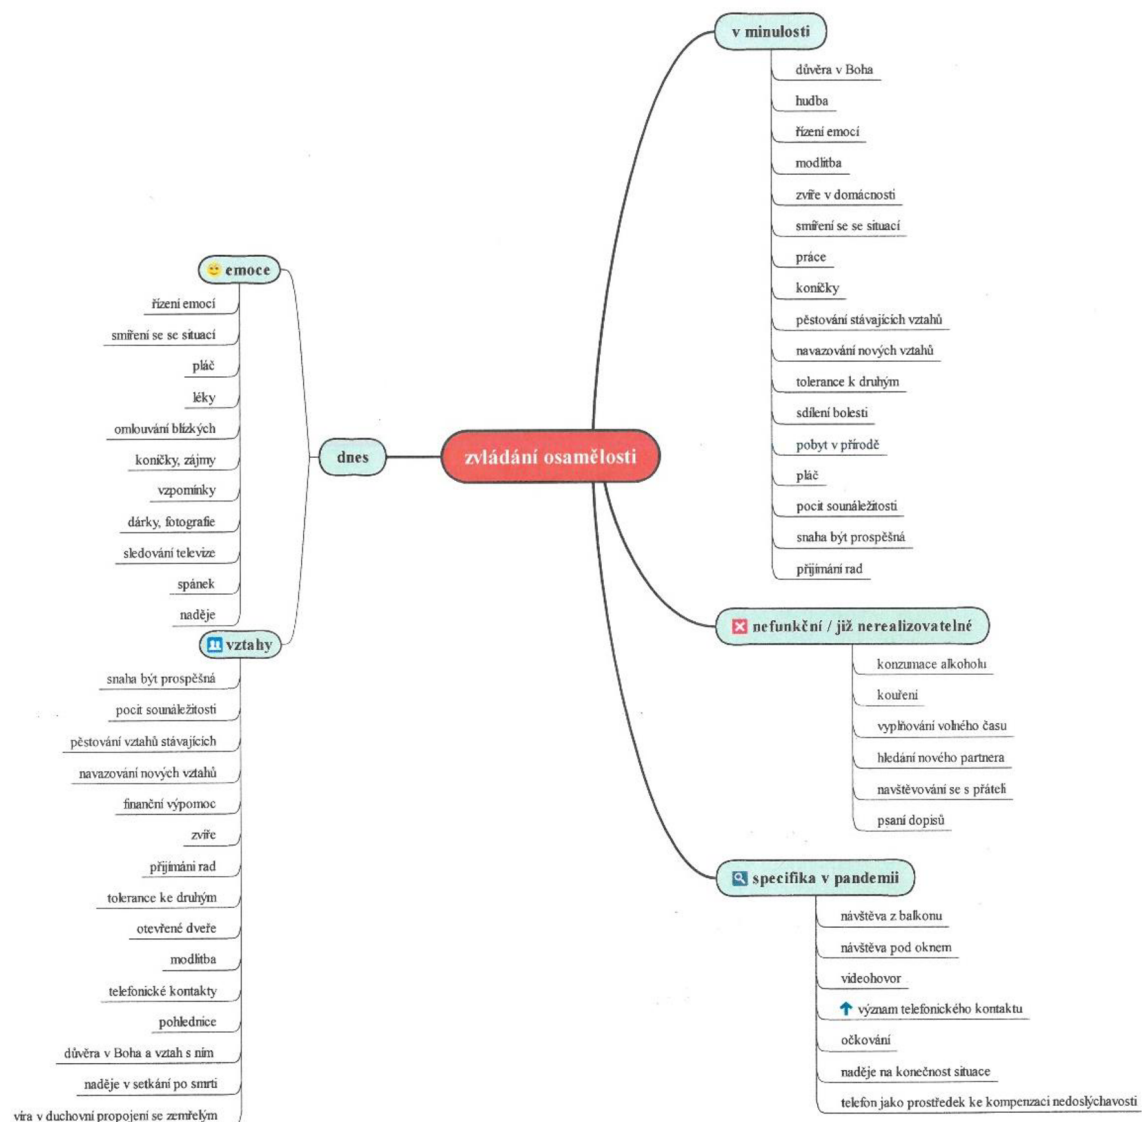 zvládání osamělosti
v minulosti
důvěra v Boha
hudba
řízení emocí
modlitba
zvíře v domácnosti
smíření se se situací
práce
koníčky
pěstování stávajících vztahů
navazování nových vztahů
tolerance k druhým
sdílení bolesti
pobyt v přírodě
pláč
pocit sounáležitosti
snaha být prospěšná
přijímání rad
nefunkční / již nerealizovatelné
konzumace alkoholu
kouření
vyplňování volného času
hledání nového partnera
navštěvování se s přáteli
psaní dopisů
specifika v pandemii
návštěva z balkonu
návštěva pod oknem
videohovor
význam telefonického kontaktu
očkování
naděje na konečnost situace
telefon jako prostředek ke kompenzaci nedoslýchavosti
dnes
emoce
řízení emocí
smíření se se situací
pláč
léky
omlouvání blízkých
koníčky, zájmy
vzpomínky
dárky, fotografie
sledování televize
spánek
naděje
vztahy
snaha být prospěšná
pocit sounáležitosti
pěstování vztahů stávajících
navazování nových vztahů
finanční výpomoc
zvíře
přijímání rad
tolerance ke druhým
otevřené dveře
modlitba
telefonické kontakty
pohlednice
důvěra v Boha a vztah s ním
naděje v setkání po smrti
víra v duchovní propojení se zemřelým